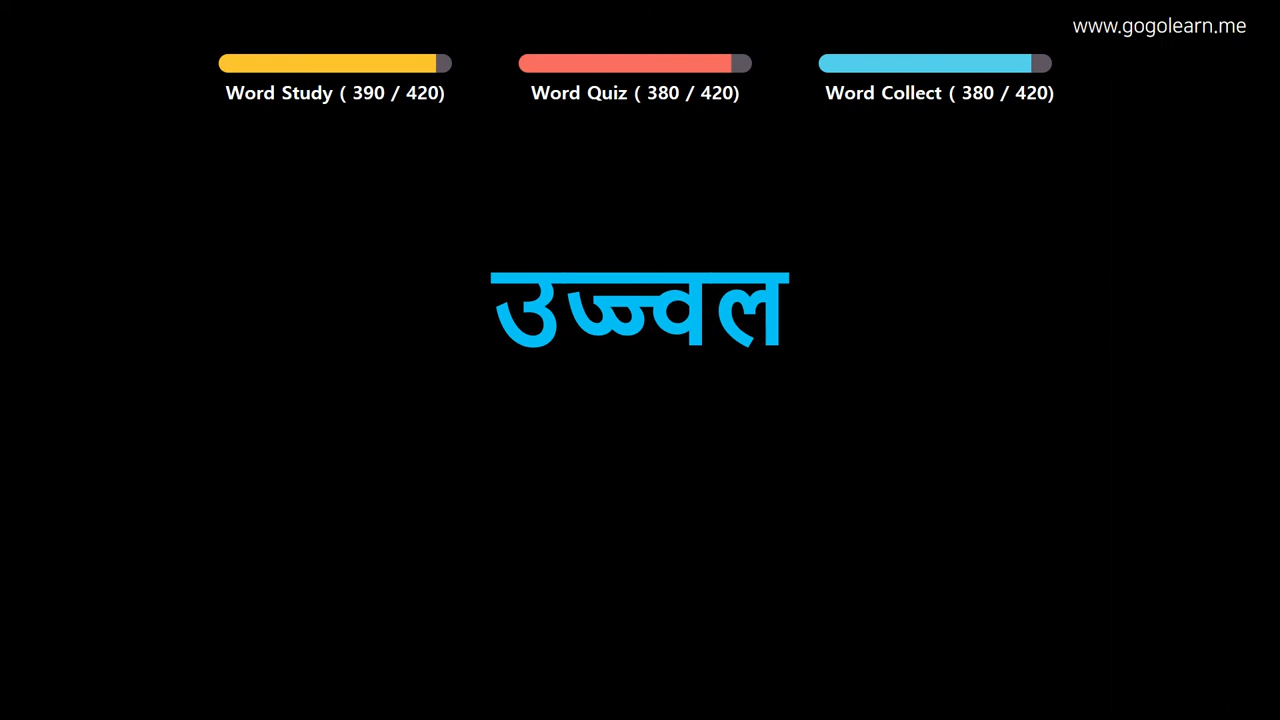 www.gogolearn.me
Word Study ( 390 / 420)
Word Quiz ( 380 / 420)
Word Collect ( 380 / 420)
उज्ज्वल